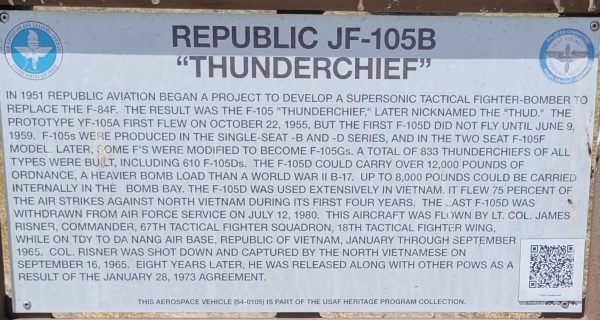 REPUBLIC JF-105B
"THUNDERCHIEF"
IN 1951 REPUBLIC AVIATION BEGAN A PROJECT TO DEVELOP A SUPERSONIC TACTICAL FIGHTER-BOMBER TO
REPLACE THE F-84F. THE RESULT WAS THE F-105 "THUNDERCHIEF," LATER NICKNAMED THE "THUD." THE
PROTOTYPE YF-105A FIRST FLEW ON OCTOBER 22, 1955, BUT THE FIRST F-105D DID NOT FLY UNTIL JUNE 9,
1959. F-105s WERE PRODUCED IN THE SINGLE-SEAT -B AND -D SERIES, AND IN THE TWO SEAT F-105F
MODEL. LATER, SOME F'S WERE MODIFIED TO BECOME F-105Gs. A TOTAL OF 833 THUNDERCHIEFS OF ALL
TYPES WERE BUILT, INCLUDING 610 F-105Ds. THE F-105D COULD CARRY OVER 12,000 POUNDS OF
ORDNANCE, A HEAVIER BOMB LOAD THAN A WORLD WAR II B-17. UP TO 8,000 POUNDS COULD BE CARRIED
INTERNALLY IN THE BOMB BAY. THE F-105D WAS USED EXTENSIVELY IN VIETNAM. IT FLEW 75 PERCENT OF
THE AIR STRIKES AGAINST NORTH VIETNAM DURING ITS FIRST FOUR YEARS. THE LAST F-105D WAS
WITHDRAWN FROM AIR FORCE SERVICE ON JULY 12, 1980. THIS AIRCRAFT WAS FLOWN BY LT. COL. JAMES
RISNER, COMMANDER, 67TH TACTICAL FIGHTER SQUADRON, 18TH TACTICAL FIGHTER WING,
WHILE ON TDY TO DA NANG AIR BASE, REPUBLIC OF VIETNAM, JANUARY THROUGH SEPTEMBER
1965. COL. RISNER WAS SHOT DOWN AND CAPTURED BY THE NORTH VIETNAMESE ON
SEPTEMBER 16, 1965. EIGHT YEARS LATER, HE WAS RELEASED ALONG WITH OTHER POWS AS A
RESULT OF THE JANUARY 28, 1973 AGREEMENT.
THIS AEROSPACE VEHICLE (54-0105) IS PART OF THE USAF HERITAGE PROGRAM COLLECTION.